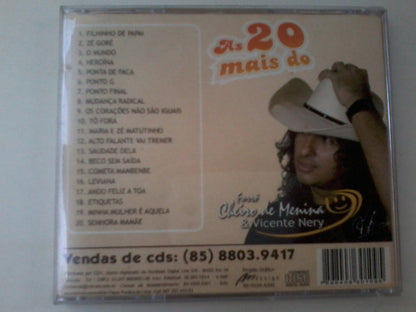 As 20
mais do
1. FILHINHO DE PAPAI
2. ZÉ GORÉ
3. O MUNDO
4. HEROÍNA
5. PONTA DE FACA
6. PONTO G
7. PONTO FINAL
8. MUDANÇA RADICAL
9. OS CORAÇÕES NÃO SÃO IGUAIS
10. TÔ FORA
11. MARIA E ZÉ MATUTINHO
12. ALTO FALANTE VAI TREMER
13. SAUDADE DELA
14. BECO SEM SAÍDA
15. COMETA MAMBEMBE
16. LEVIANA
17. ANDO FELIZ A TOA
18. ETIQUETAS
19. MINHA MULHER É AQUELA
20. SENHORA MAMÃE
Forró
Cheiro de Menina
& Vicente Nery
Vendas de cds: (85) 8803.9417